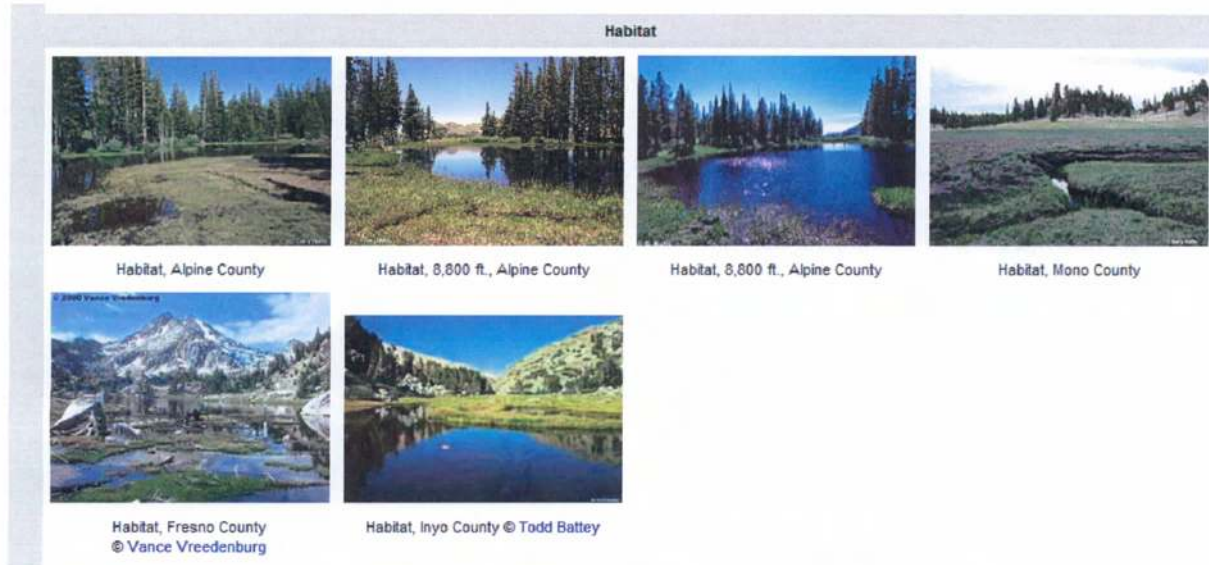 Habitat
Habitat, Alpine County
Habitat, 8,800 ft., Alpine County
Habitat, 8,800 ft., Alpine County
Habitat, Mono County
© 2000 Vance Vredenburg
Habitat, Fresno County
© Vance Vreedenburg
Habitat, Inyo County © Todd Battey